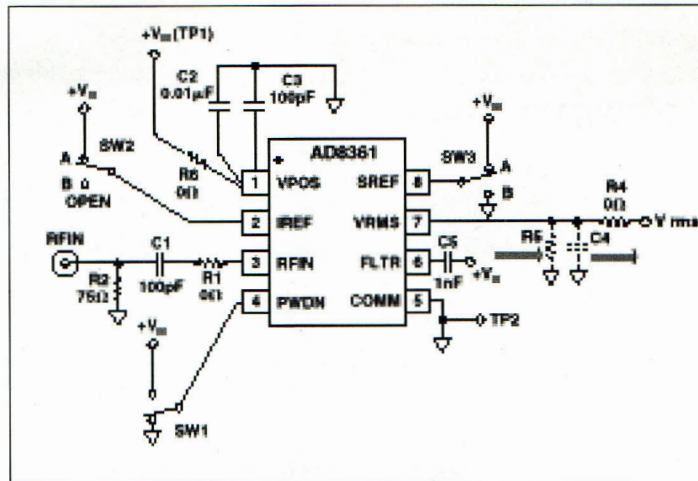 +Vs (TP1)
C2
0.01µF
C3
100pF
+Vs
SW2
A
B
OPEN
R6
0Ω
AD8361
1 VPOS
2 IREF
3 RFIN
4 PWDN
SREF 8
VRMS 7
FLTR 6
COMM 5
+Vs
SW3
A
B
R4
0Ω
V rms
R5
C4
C5
1nF
+Vs
TP2
RFIN
R2
75Ω
C1
100pF
R1
0Ω
+Vs
SW1